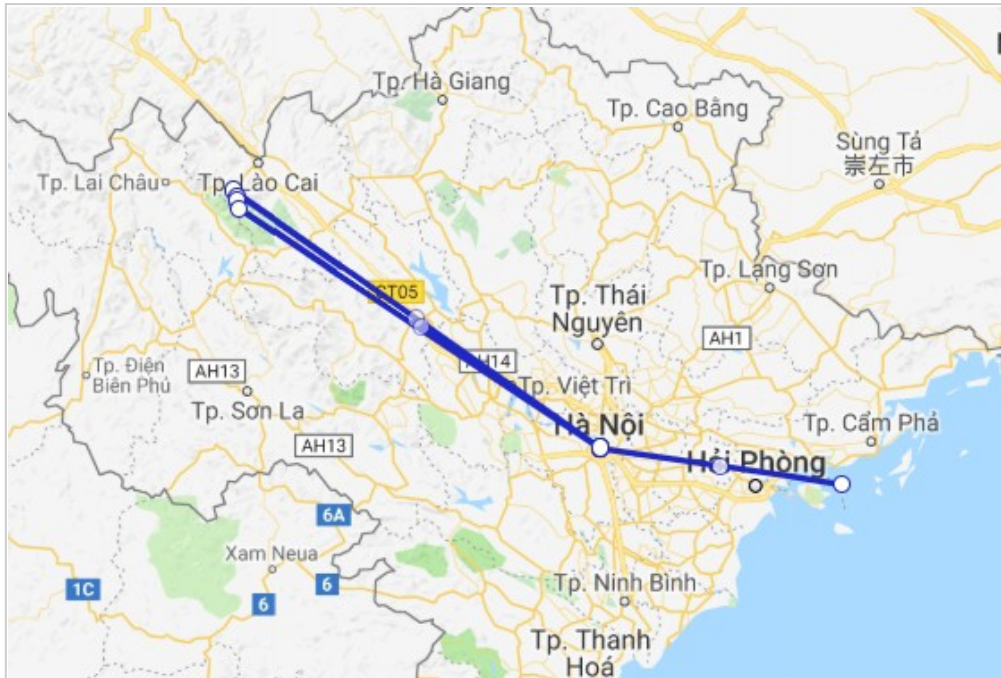 Tp. Hà Giang
Tp. Cao Bằng
Sùng Tả
崇左市
Tp. Lai Châu
Tp. Lào Cai
Tp. Lạng Sơn
CT05
Tp. Thái
Nguyên
AH1
AH14
Tp. Điện
Biên Phủ
AH13
Tp. Việt Trì
Tp. Sơn La
Hà Nội
Tp. Cẩm Phả
AH13
Hải Phòng
6A
Xam Neua
1C
6
6
Tp. Ninh Bình
Tp. Thanh
Hoá